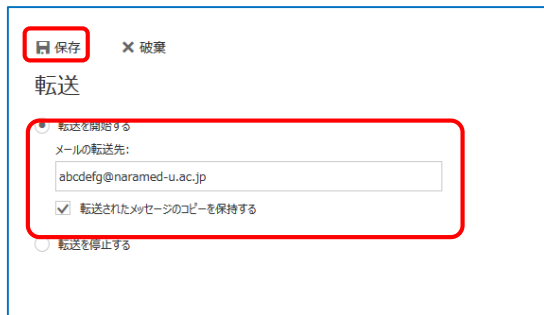 保存 破棄
転送
転送を開始する
メールの転送先:
abcdefg@naramed-u.ac.jp
転送されたメッセージのコピーを保持する
転送を停止する